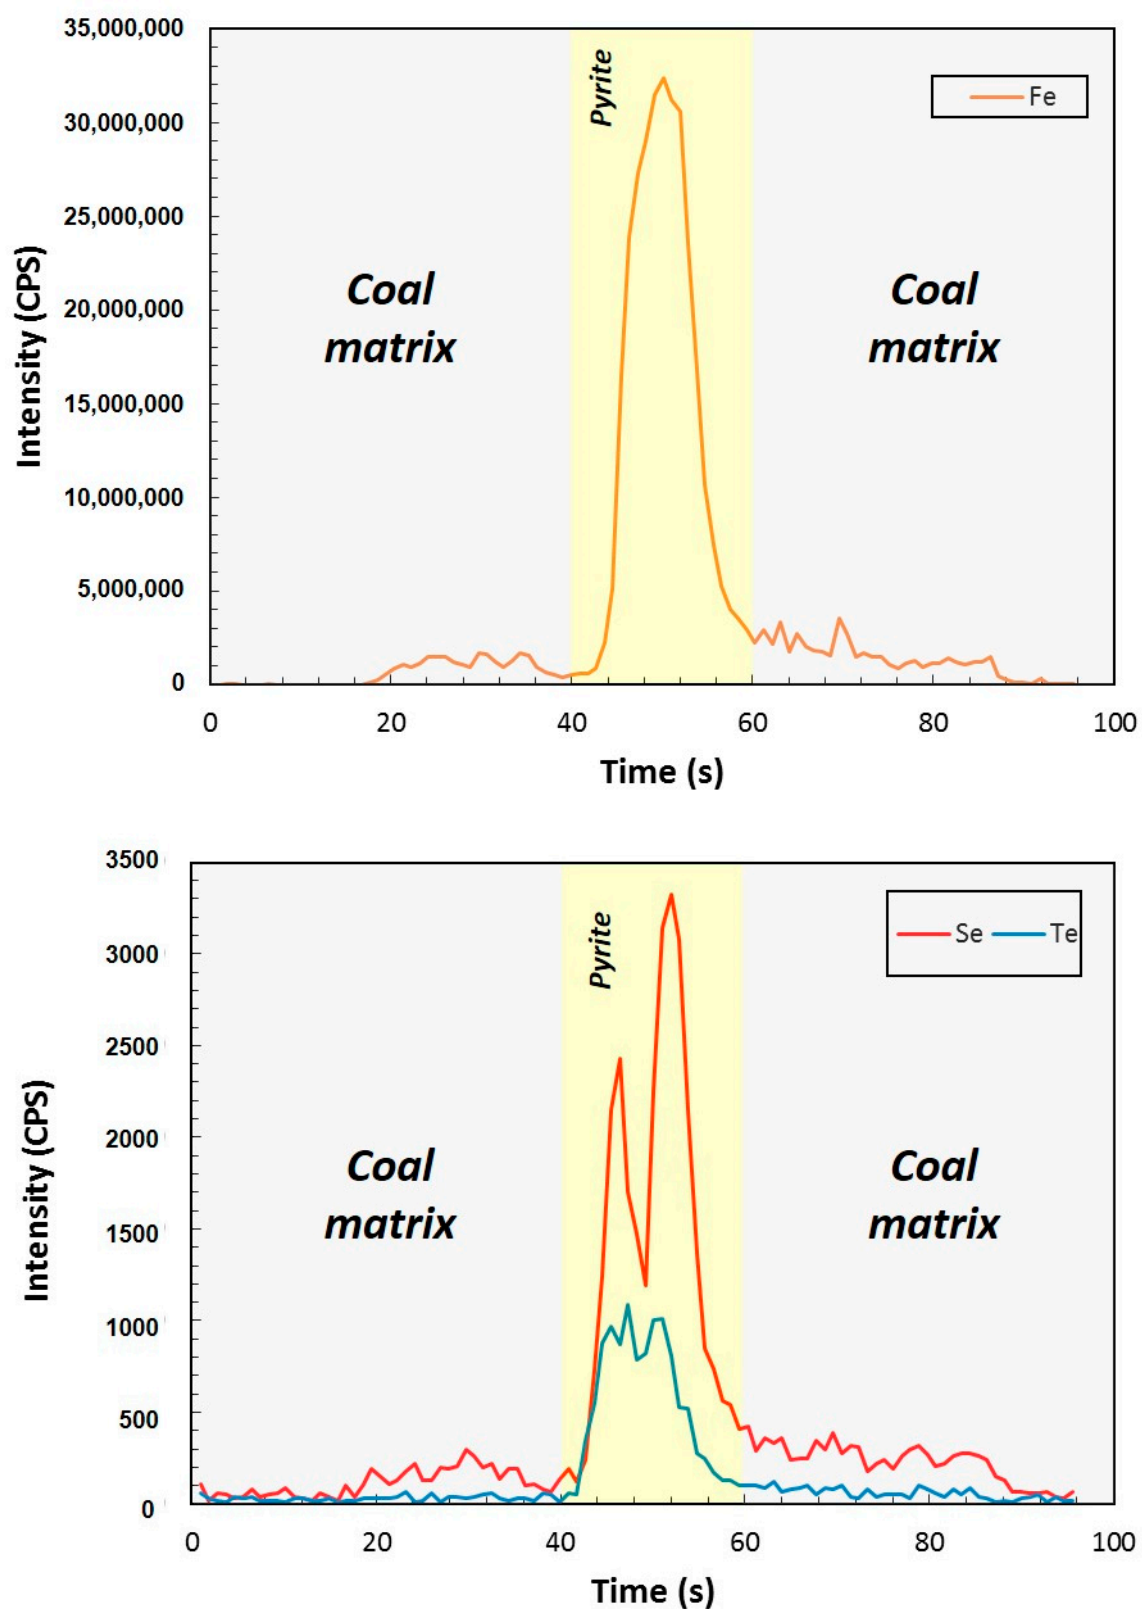 35,000,000
30,000,000
25,000,000
20,000,000
15,000,000
10,000,000
5,000,000
0
Intensity (CPS)
Pyrite
Fe
Coal
matrix
Coal
matrix
0 20 40 60 80 100
Time (s)
3500
3000
2500
2000
1500
1000
500
0
Intensity (CPS)
Pyrite
Se Te
Coal
matrix
Coal
matrix
0 20 40 60 80 100
Time (s)